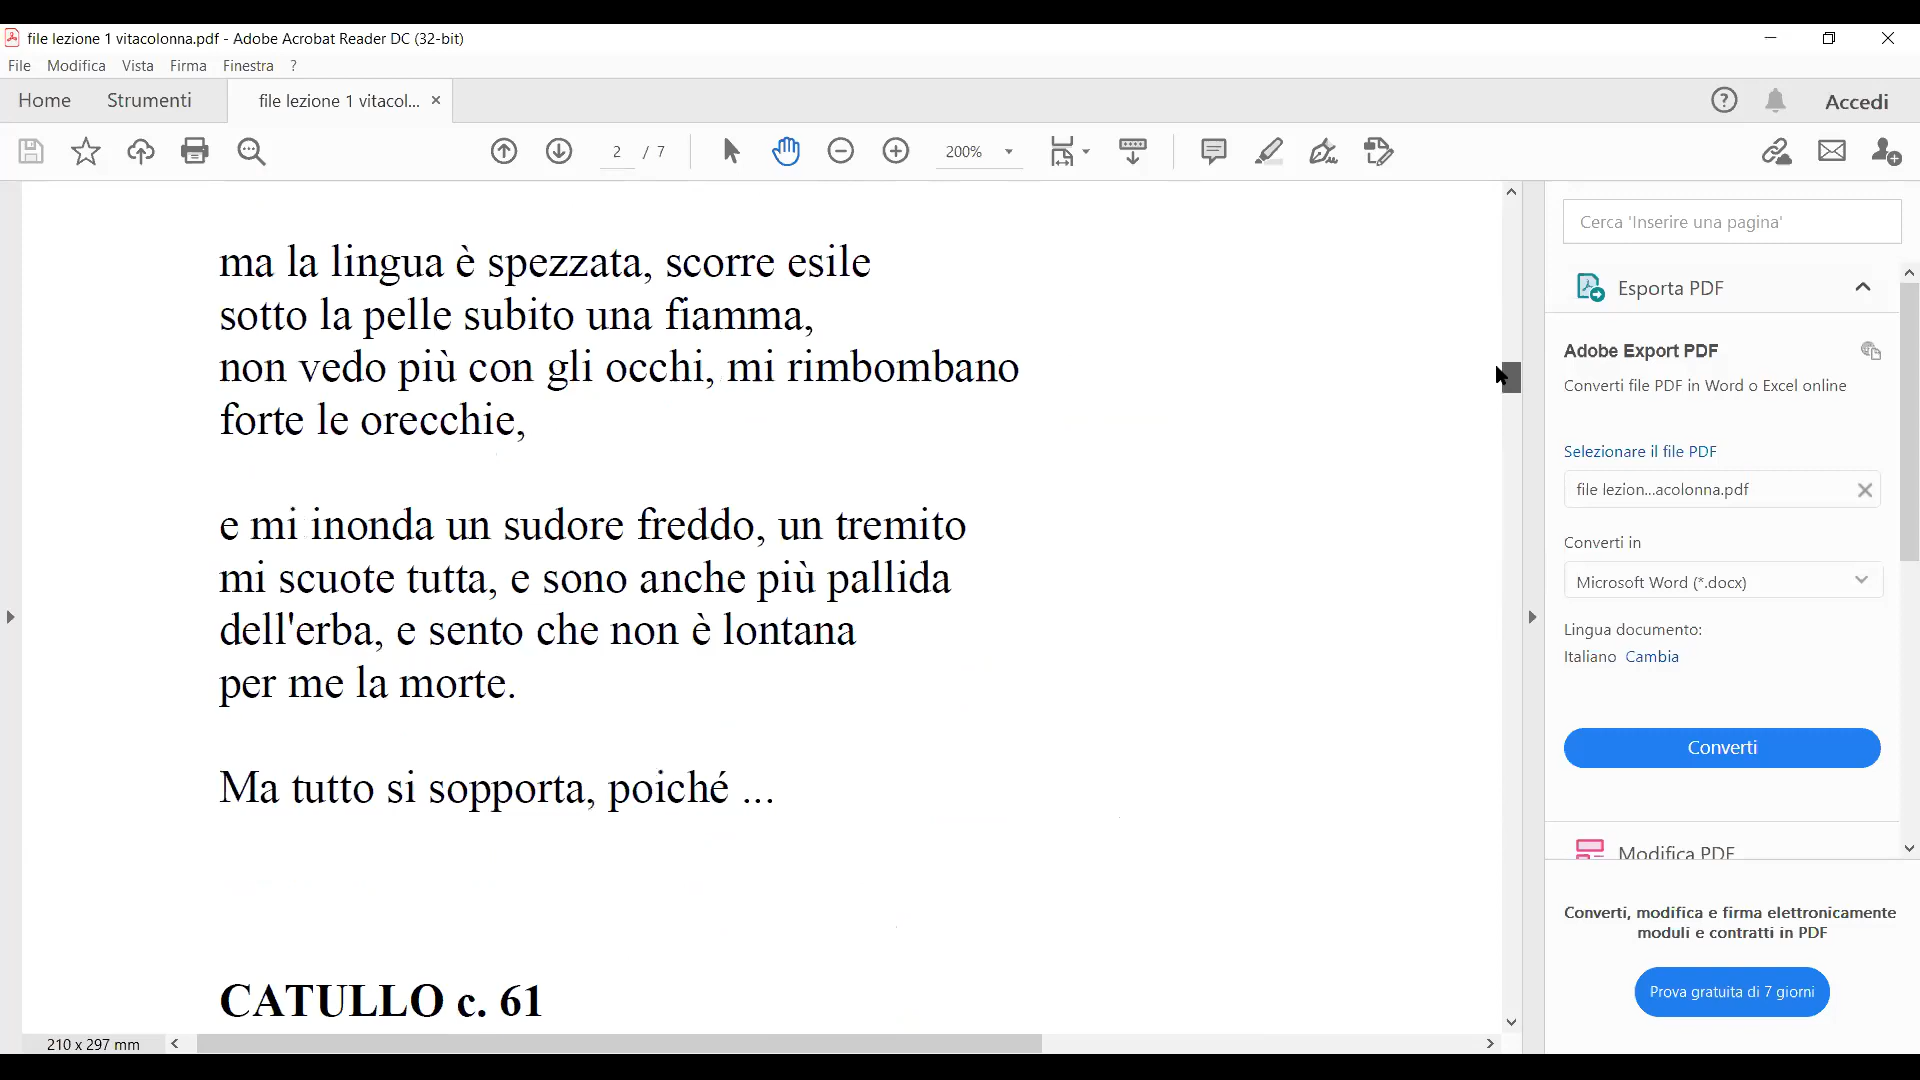 file lezione 1 vitacolonna.pdf - Adobe Acrobat Reader DC (32-bit)
File Modifica Vista Firma Finestra ?
Home Strumenti file lezione 1 vitacol... Accedi
2 / 7 200%
Cerca 'Inserire una pagina'
Esporta PDF
Adobe Export PDF
Converti file PDF in Word o Excel online
Selezionare il file PDF
file lezion...acolonna.pdf
Converti in
Microsoft Word (*.docx)
Lingua documento:
Italiano Cambia
Converti
Modifica PDF
Converti, modifica e firma elettronicamente
moduli e contratti in PDF
Prova gratuita di 7 giorni
ma la lingua è spezzata, scorre esile
sotto la pelle subito una fiamma,
non vedo più con gli occhi, mi rimbombano
forte le orecchie,
e mi inonda un sudore freddo, un tremito
mi scuote tutta, e sono anche più pallida
dell'erba, e sento che non è lontana
per me la morte.
Ma tutto si sopporta, poiché ...
CATULLO c. 61
210 x 297 mm